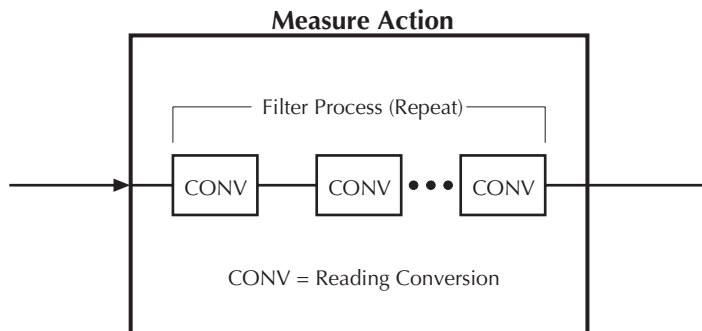 Measure Action
Filter Process (Repeat)
CONV CONV CONV
CONV = Reading Conversion